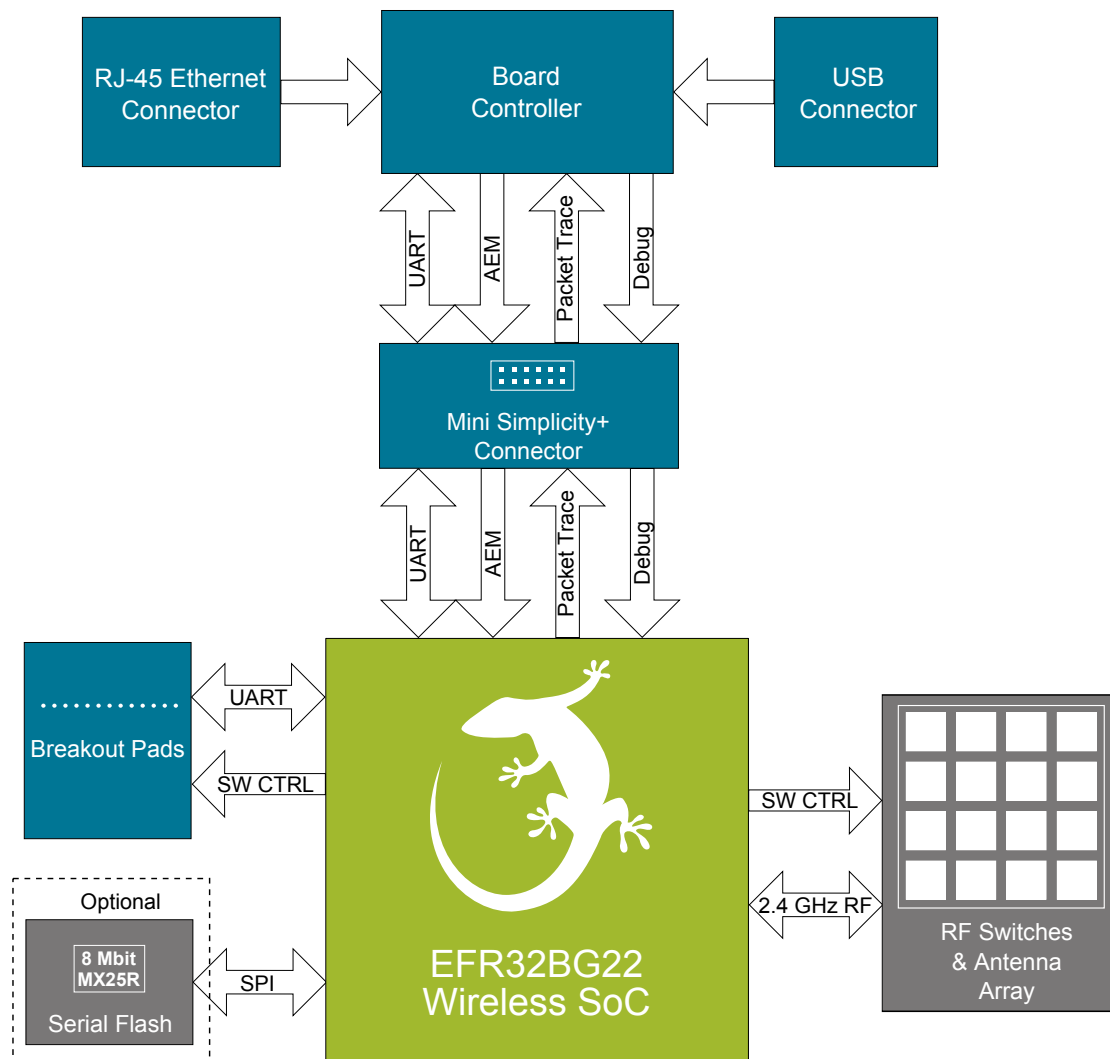 RJ-45 Ethernet
Connector
Board
Controller
USB
Connector
UART
AEM
Packet Trace
Debug
Mini Simplicity+
Connector
UART
AEM
Packet Trace
Debug
Breakout Pads
UART
SW CTRL
SW CTRL
2.4 GHz RF
RF Switches
& Antenna
Array
Optional
8 Mbit
MX25R
Serial Flash
SPI
EFR32BG22
Wireless SoC